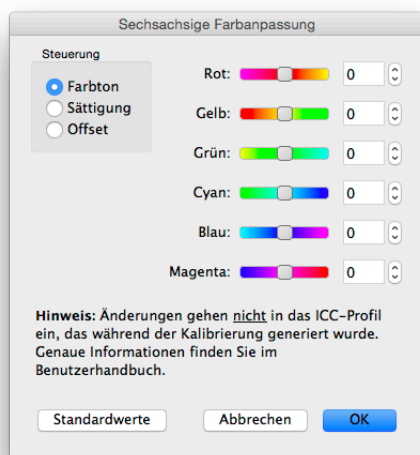 Sechsachsige Farbanpassung
Steuerung
Farbton
Sättigung
Offset
Rot: 0
Gelb: 0
Grün: 0
Cyan: 0
Blau: 0
Magenta: 0
Hinweis: Änderungen gehen nicht in das ICC-Profil
ein, das während der Kalibrierung generiert wurde.
Genaue Informationen finden Sie im
Benutzerhandbuch.
Standardwerte Abbrechen OK